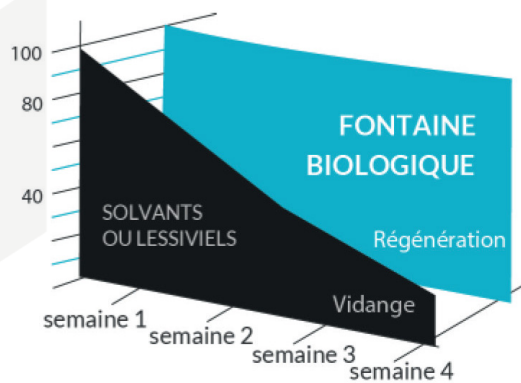 100
80
40
FONTAINE
BIOLOGIQUE
SOLVANTS
OU LESSIVIELS
Régénération
Vidange
semaine 1
semaine 2
semaine 3
semaine 4